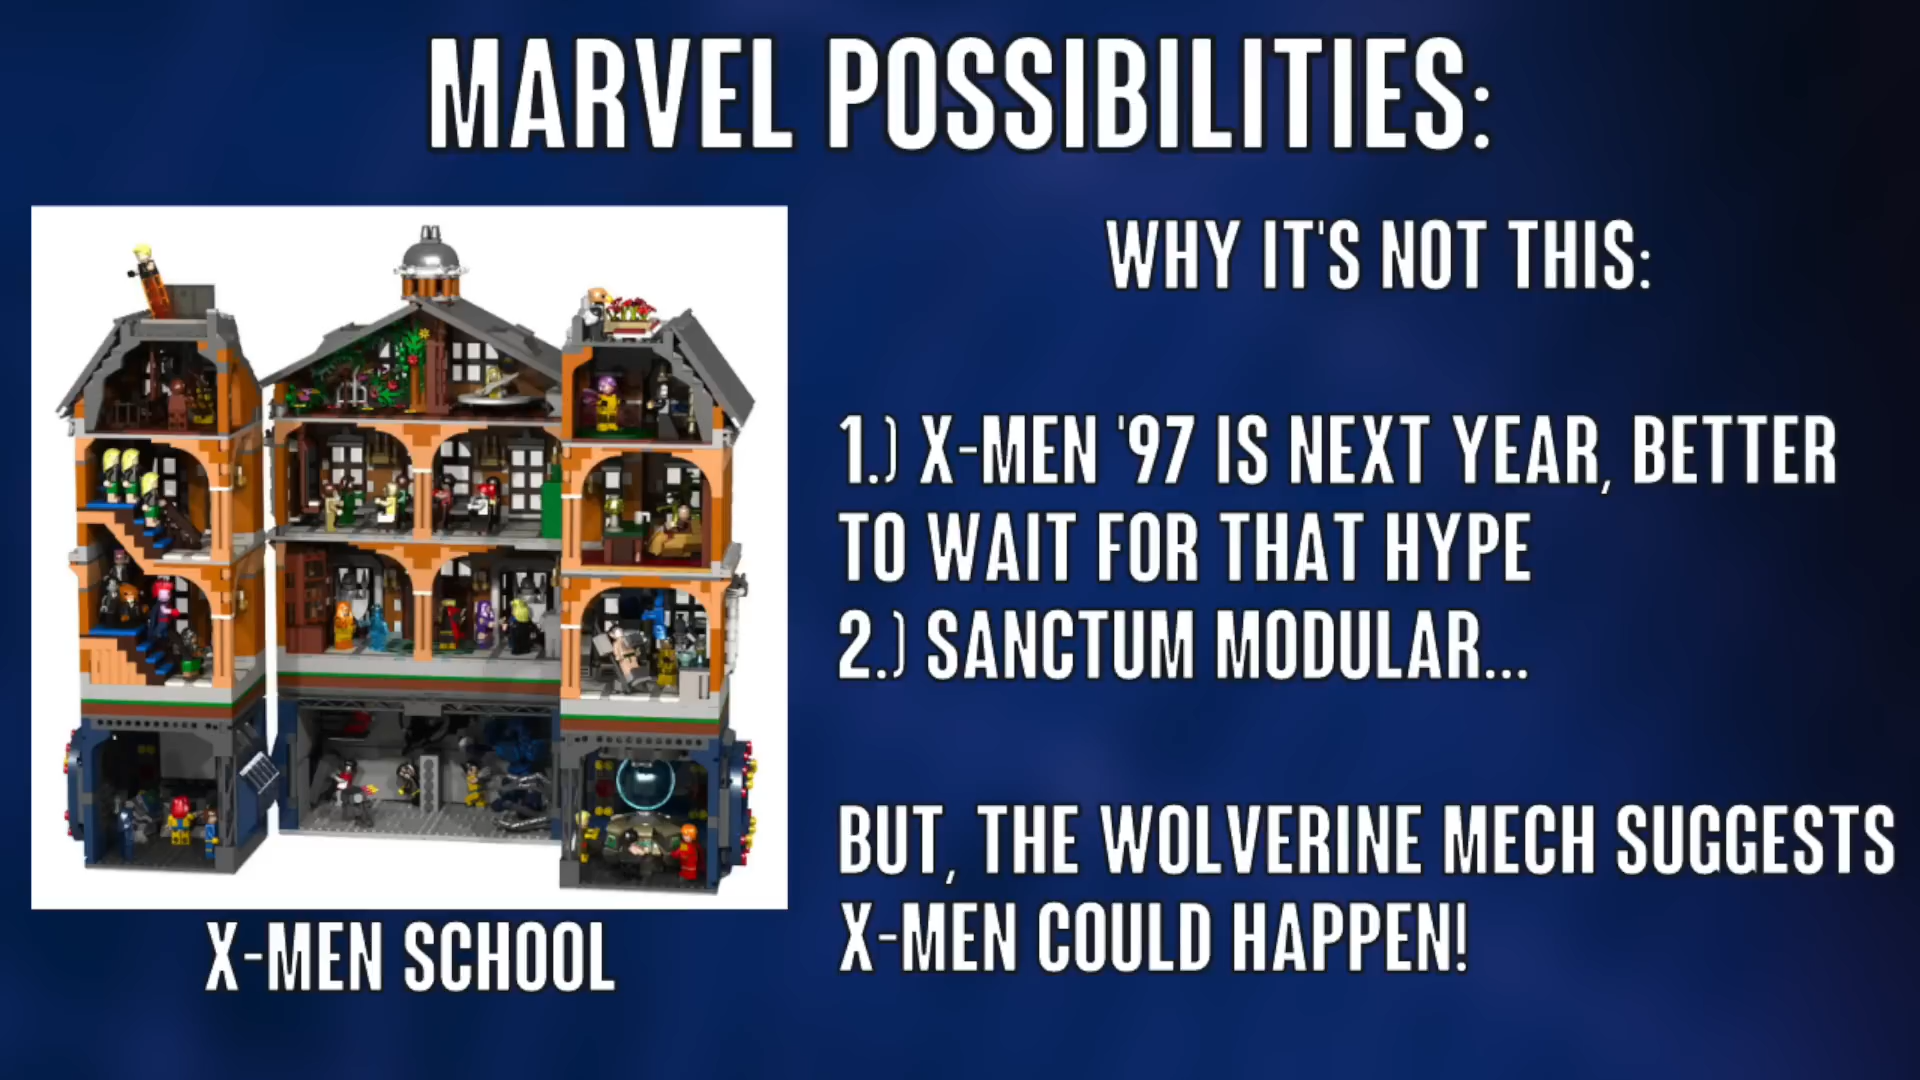 MARVEL POSSIBILITIES:
WHY IT'S NOT THIS:
1.) X-MEN '97 IS NEXT YEAR, BETTER
TO WAIT FOR THAT HYPE
2.) SANCTUM MODULAR...
BUT, THE WOLVERINE MECH SUGGESTS
X-MEN COULD HAPPEN!
X-MEN SCHOOL